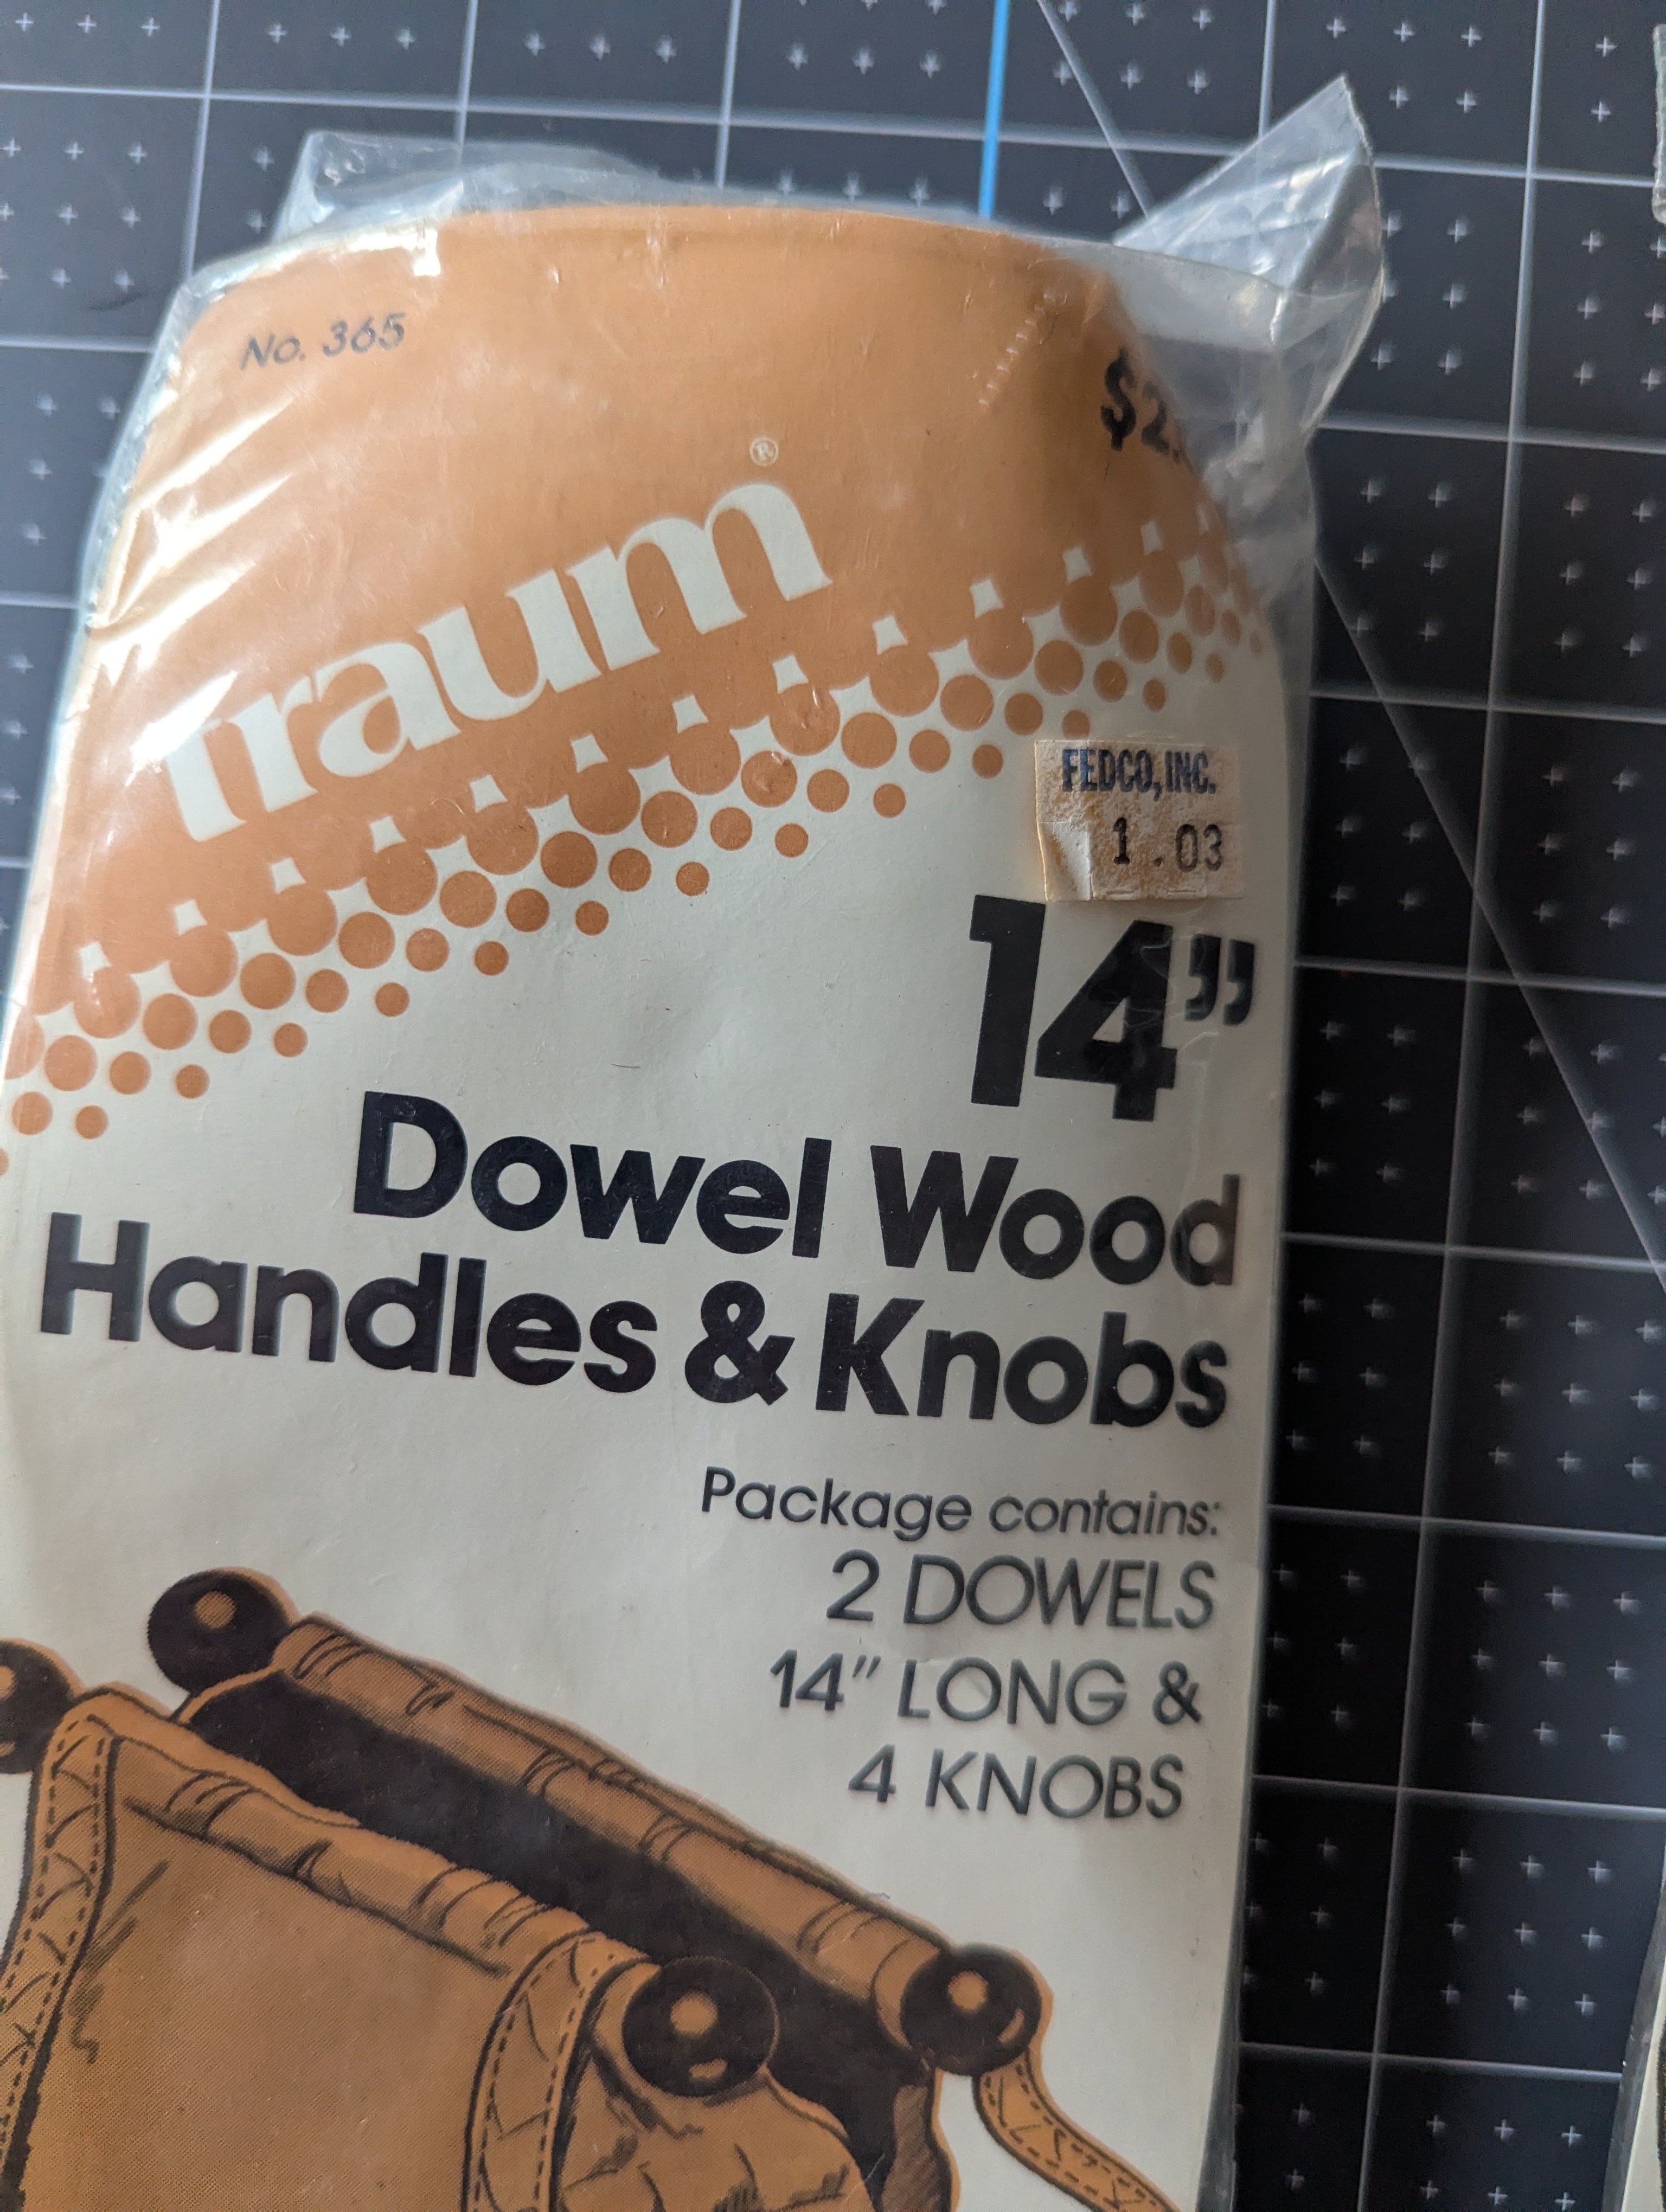 No. 365
$2.
®
traum
FEDCO, INC.
1.03
14”
Dowel Wood
Handles & Knobs
Package contains:
2 DOWELS
14” LONG &
4 KNOBS